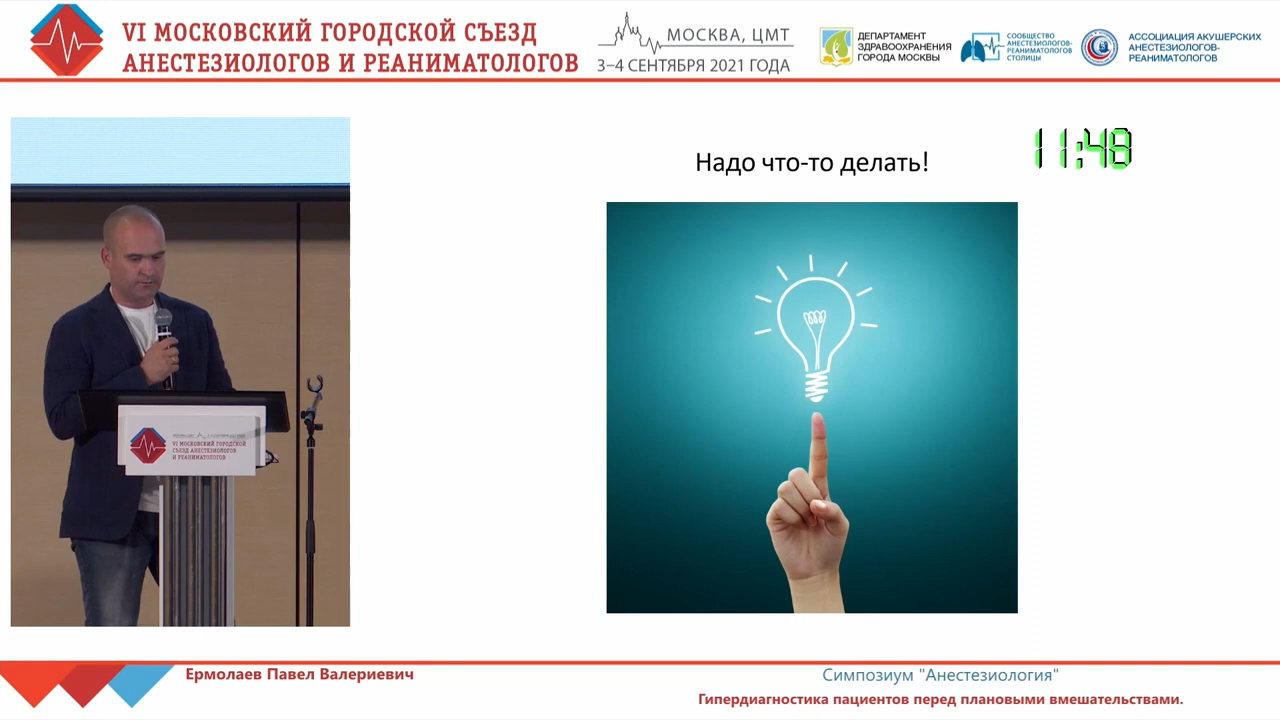 VI МОСКОВСКИЙ ГОРОДСКОЙ СЪЕЗД
АНЕСТЕЗИОЛОГОВ И РЕАНИМАТОЛОГОВ
МОСКВА, ЦМТ
3–4 СЕНТЯБРЯ 2021 ГОДА
ДЕПАРТАМЕНТ
ЗДРАВООХРАНЕНИЯ
ГОРОДА МОСКВЫ
СООБЩЕСТВО
АНЕСТЕЗИОЛОГОВ-
РЕАНИМАТОЛОГОВ
СТОЛИЦЫ
АССОЦИАЦИЯ АКУШЕРСКИХ
АНЕСТЕЗИОЛОГОВ-
РЕАНИМАТОЛОГОВ
Надо что-то делать!
11:48
VI МОСКОВСКИЙ ГОРОДСКОЙ
СЪЕЗД АНЕСТЕЗИОЛОГОВ
И РЕАНИМАТОЛОГОВ
Ермолаев Павел Валериевич
Симпозиум "Анестезиология"
Гипердиагностика пациентов перед плановыми вмешательствами.